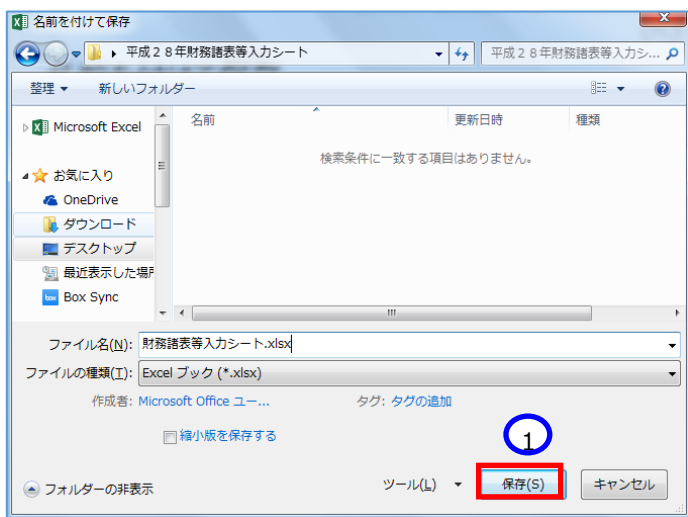 名前を付けて保存
平成２８年財務諸表等入力シート
平成２８年財務諸表等入力シ...
整理 新しいフォルダー
Microsoft Excel
お気に入り
OneDrive
ダウンロード
デスクトップ
最近表示した場所
Box Sync
名前 更新日時 種類
検索条件に一致する項目はありません。
ファイル名(N): 財務諸表等入力シート.xlsx
ファイルの種類(T): Excel ブック (*.xlsx)
作成者: Microsoft Office ユー... タグ: タグの追加
縮小版を保存する
1
フォルダーの非表示 ツール(L) 保存(S) キャンセル